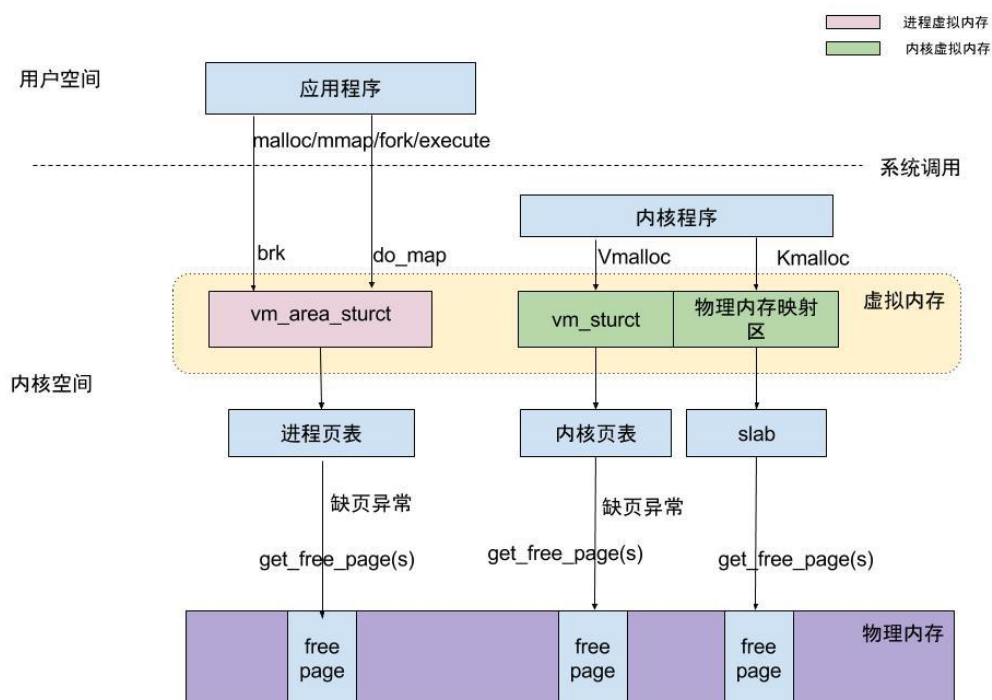 进程虚拟内存
内核虚拟内存
用户空间
应用程序
malloc/mmap/fork/execute
系统调用
内核程序
brk
do_map
Vmalloc
Kmalloc
虚拟内存
vm_area_sturct
vm_sturct
物理内存映射
区
内核空间
进程页表
内核页表
slab
缺页异常
缺页异常
get_free_page(s)
get_free_page(s)
get_free_page(s)
物理内存
free
page
free
page
free
page